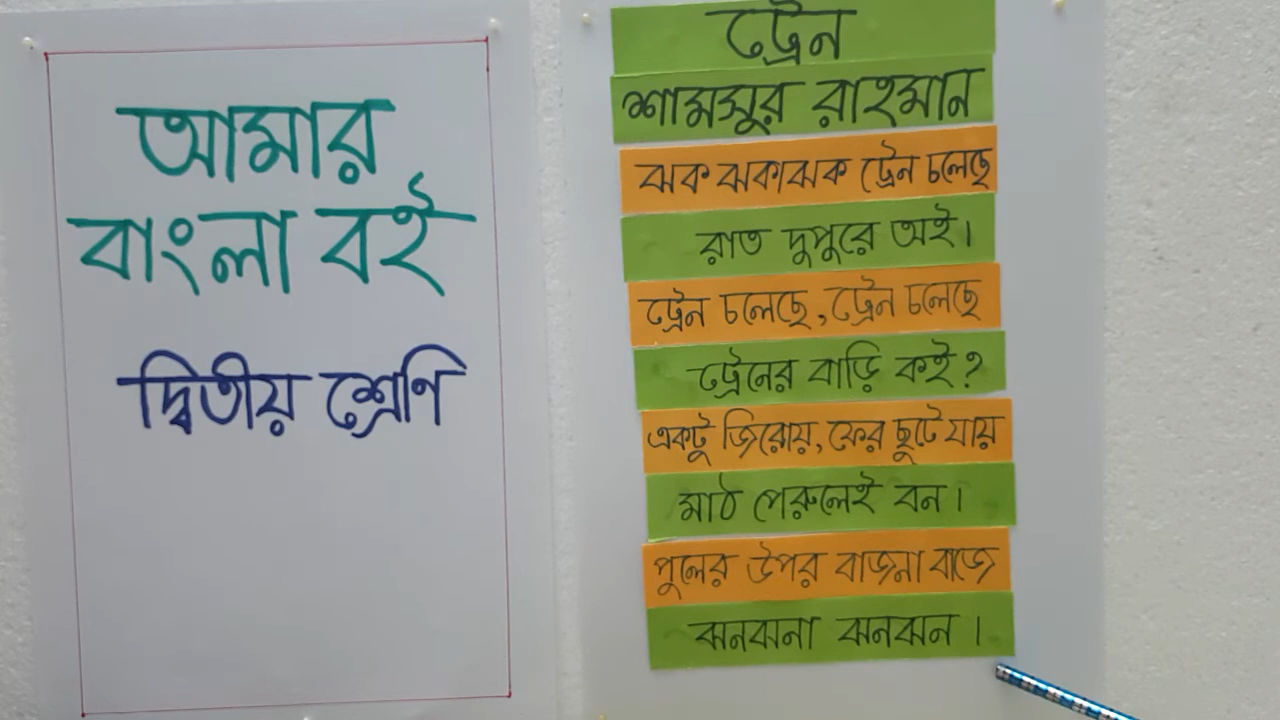 আমার
বাংলা বই
দ্বিতীয় শ্রেণি
ট্রেন
শামসুর রাহমান
ঝক ঝকাঝক ট্রেন চলেছে
রাত দুপুরে অই।
ট্রেন চলেছে, ট্রেন চলেছে
ট্রেনের বাড়ি কই?
একটু জিরোয়, ফের ছুটে যায়
মাঠ পেরুলেই বন।
পুলের উপর বাজনা বাজে
ঝনঝনা ঝনঝন।